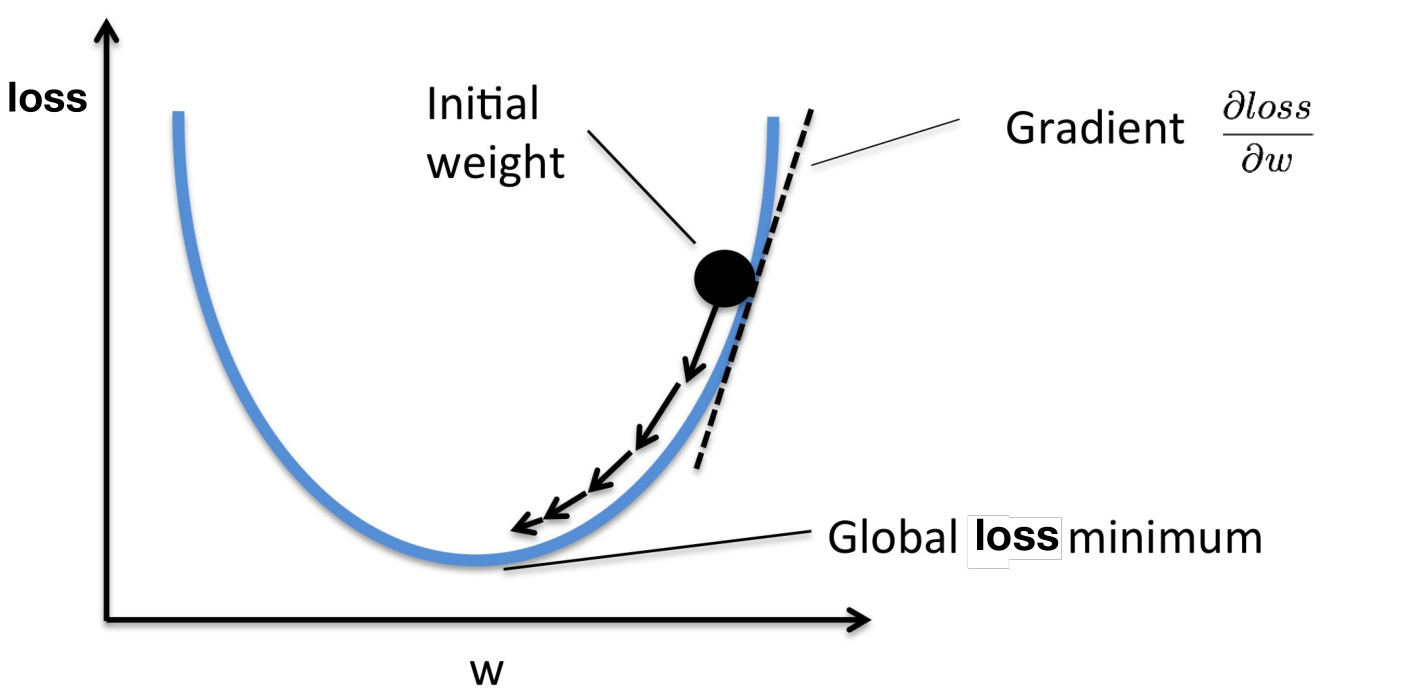 loss
Initial
weight
Gradient ∂loss/∂w
Global loss minimum
w